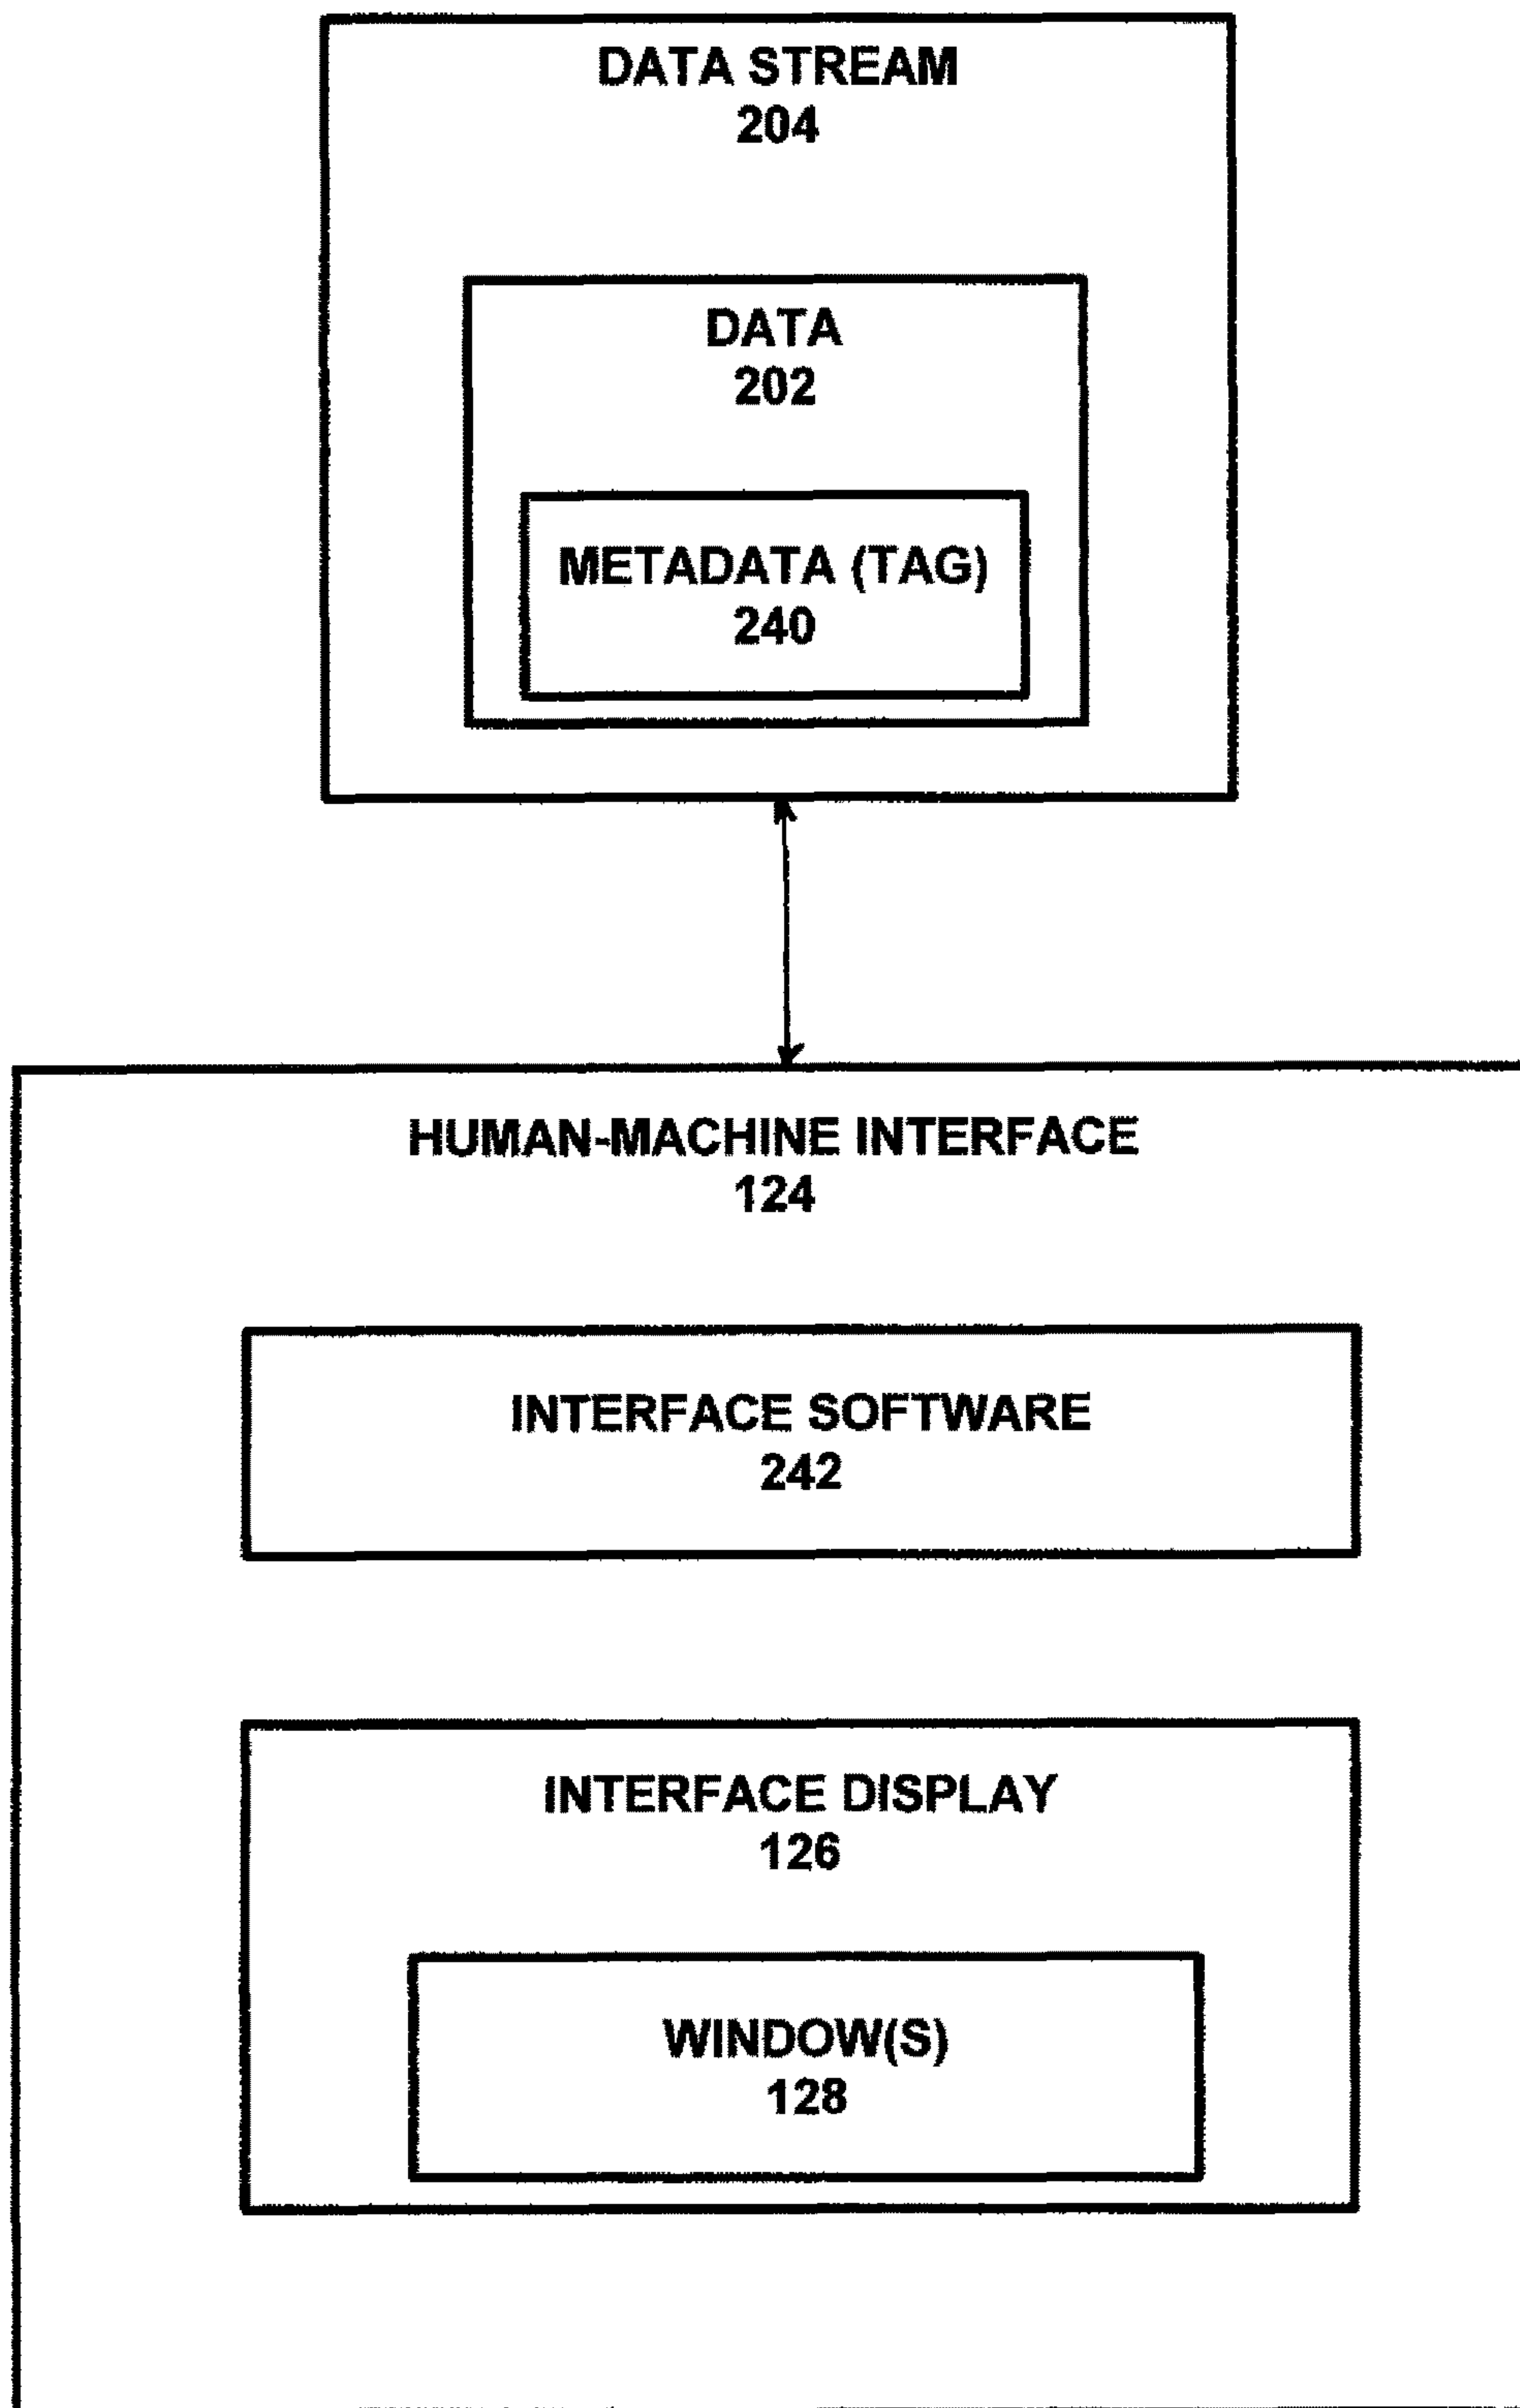 DATA STREAM
204
DATA
202
METADATA (TAG)
240
HUMAN-MACHINE INTERFACE
124
INTERFACE SOFTWARE
242
INTERFACE DISPLAY
126
WINDOW(S)
128